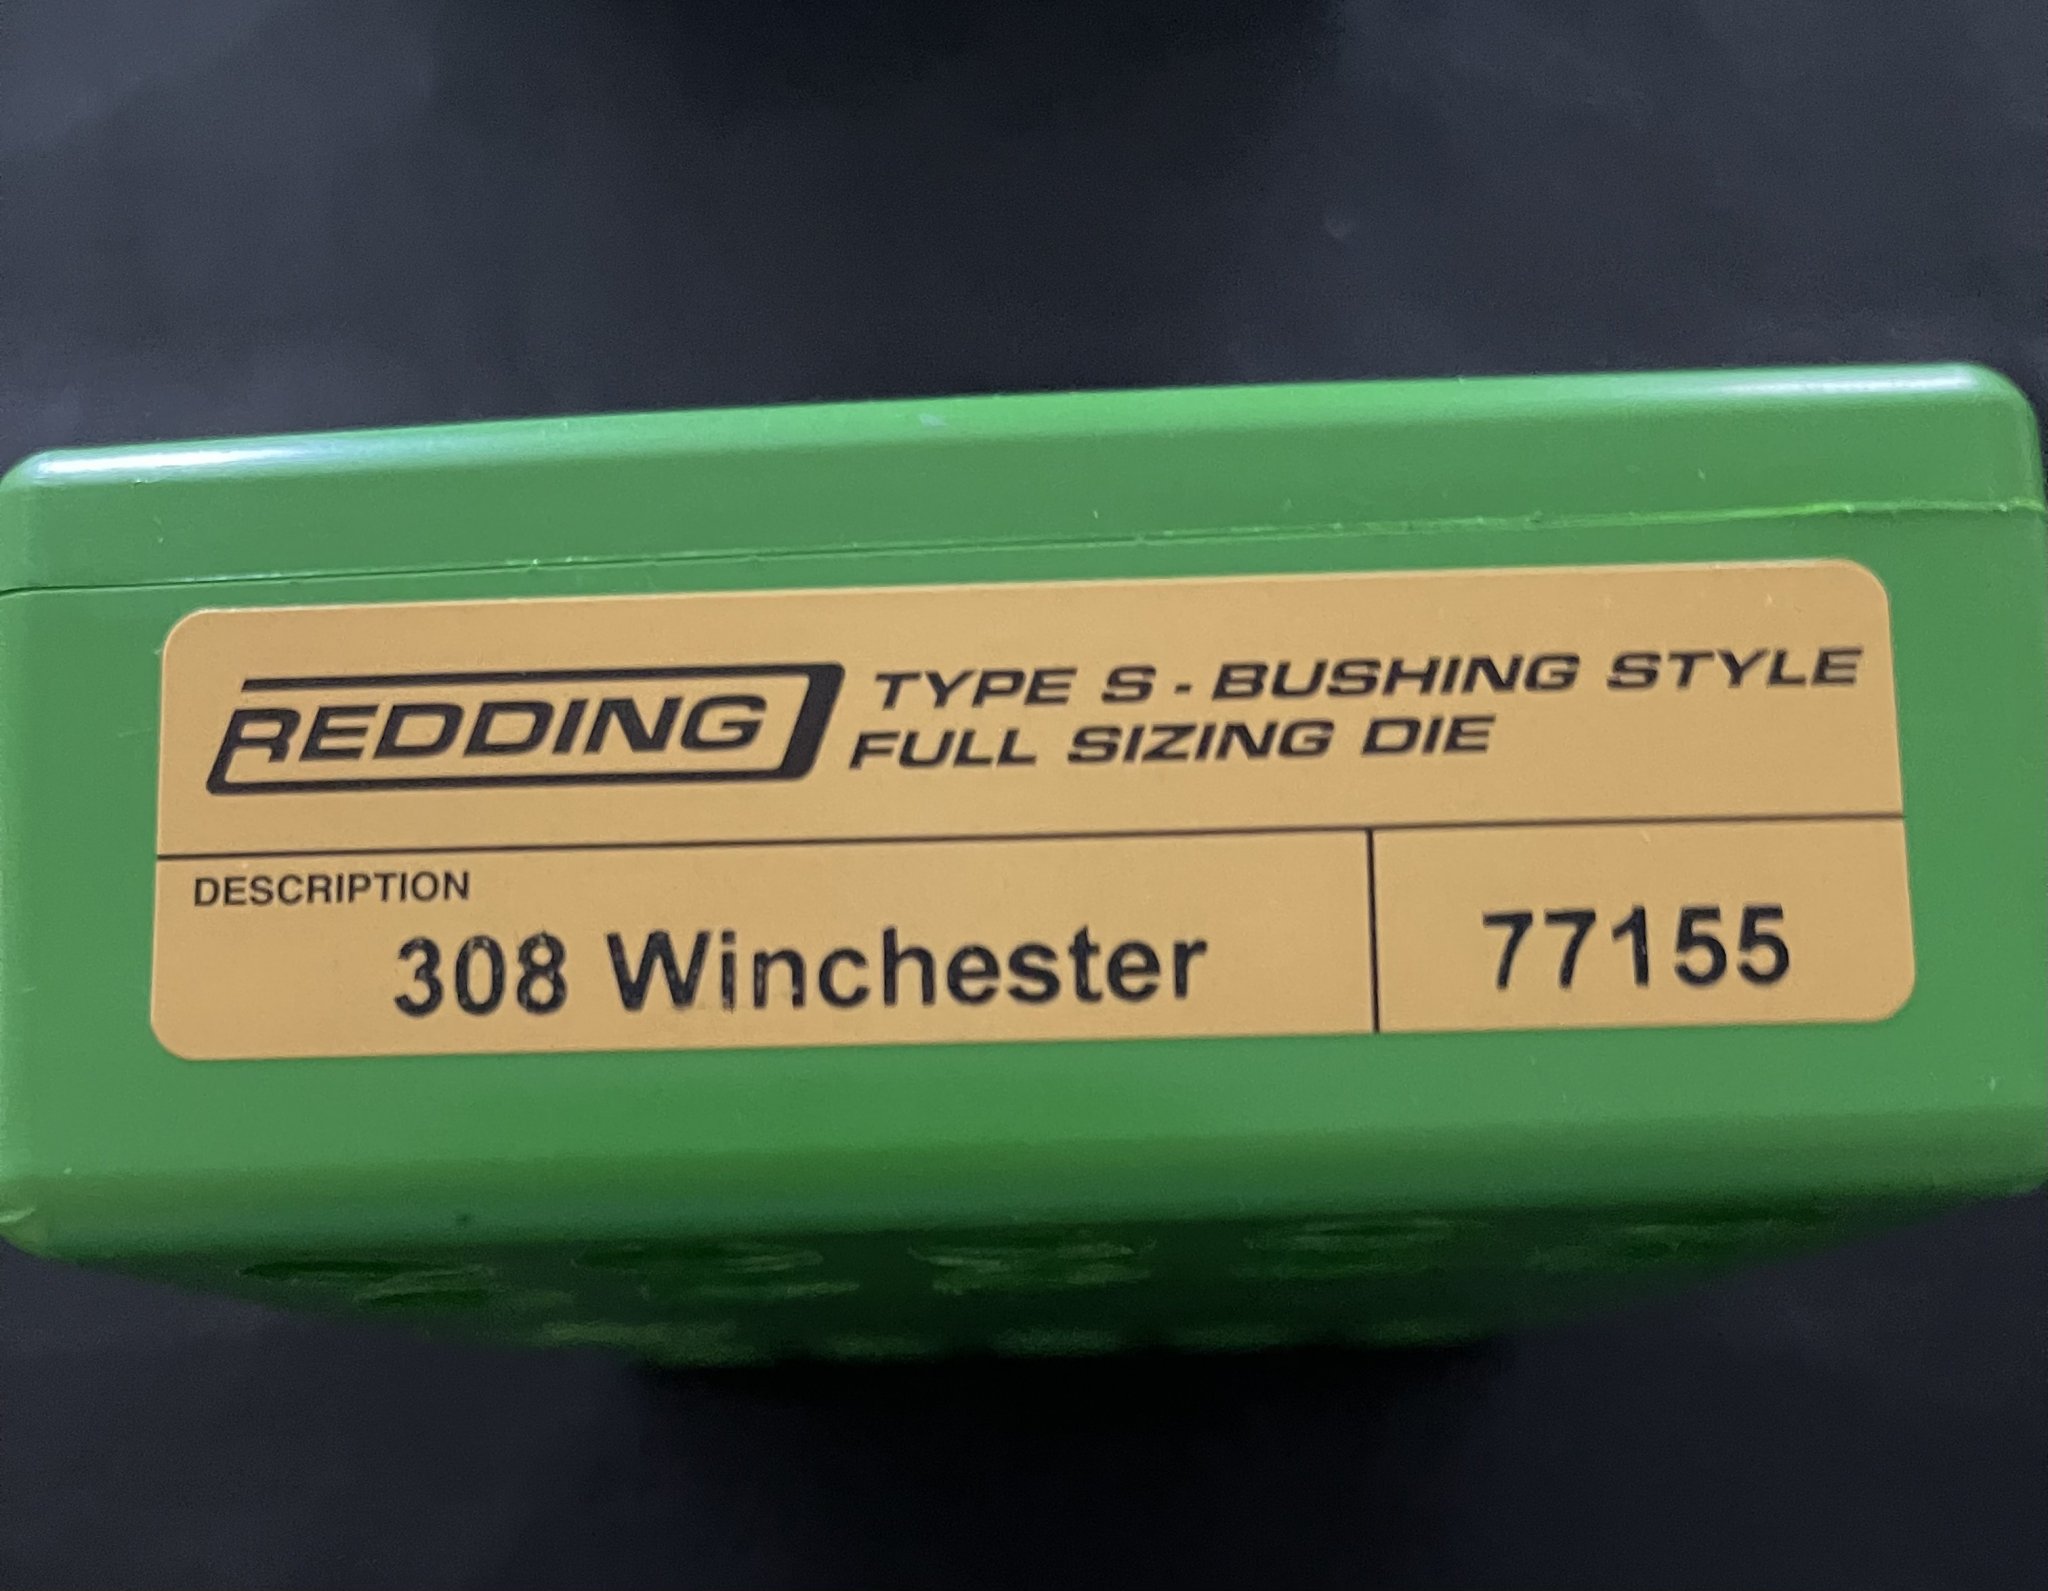 REDDING
TYPE S - BUSHING STYLE
FULL SIZING DIE
DESCRIPTION
308 Winchester
77155